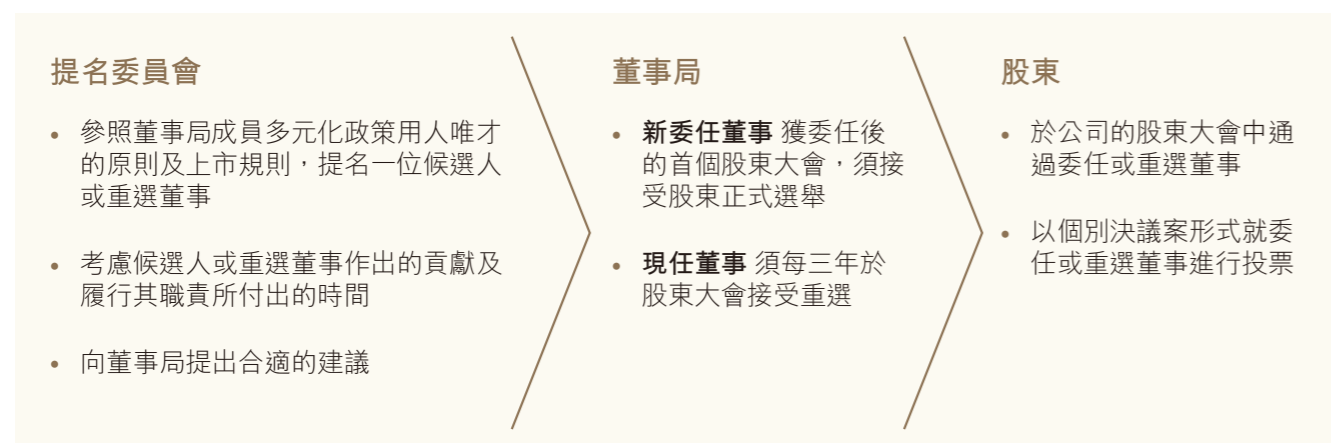 提名委員會
• 參照董事局成員多元化政策用人唯才
的原則及上市規則，提名一位候選人
或重選董事
• 考慮候選人或重選董事作出的貢獻及
履行其職責所付出的時間
• 向董事局提出合適的建議
董事局
• 新委任董事 獲委任後
的首個股東大會，須接
受股東正式選舉
• 現任董事 須每三年於
股東大會接受重選
股東
• 於公司的股東大會中通
過委任或重選董事
• 以個別決議案形式就委
任或重選董事進行投票